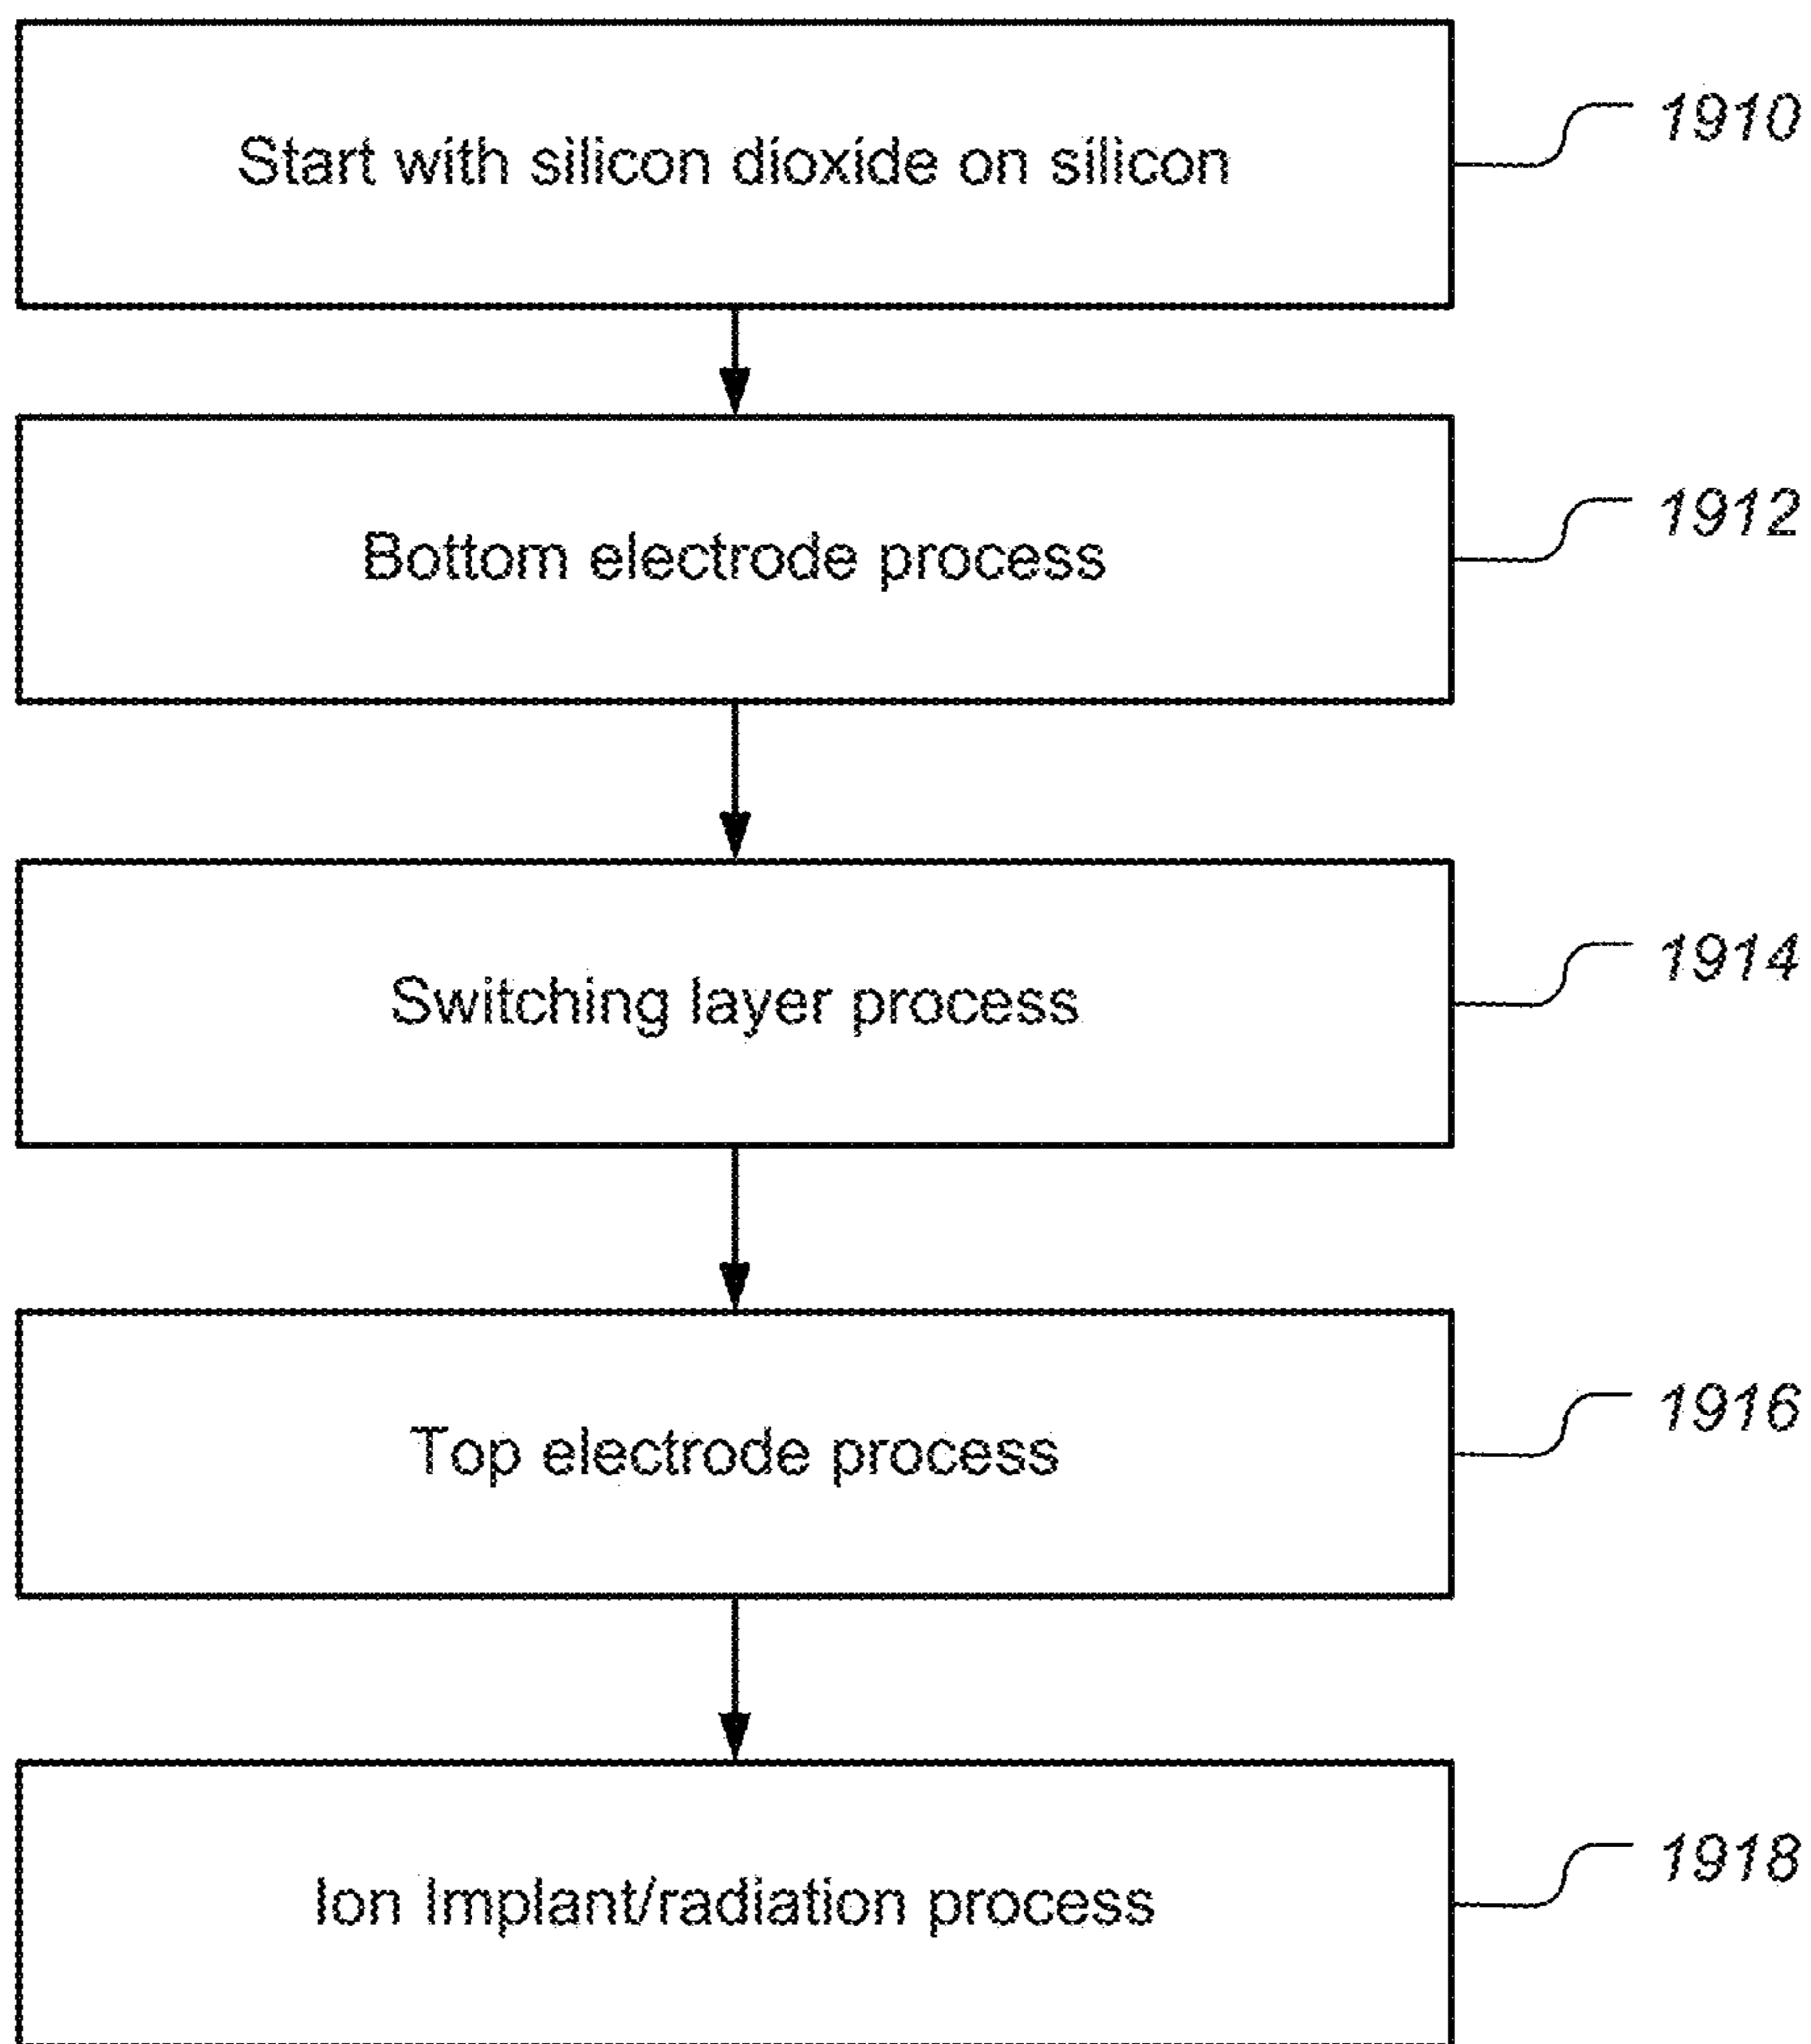 Start with silicon dioxide on silicon
1910
Bottom electrode process
1912
Switching layer process
1914
Top electrode process
1916
Ion Implant/radiation process
1918